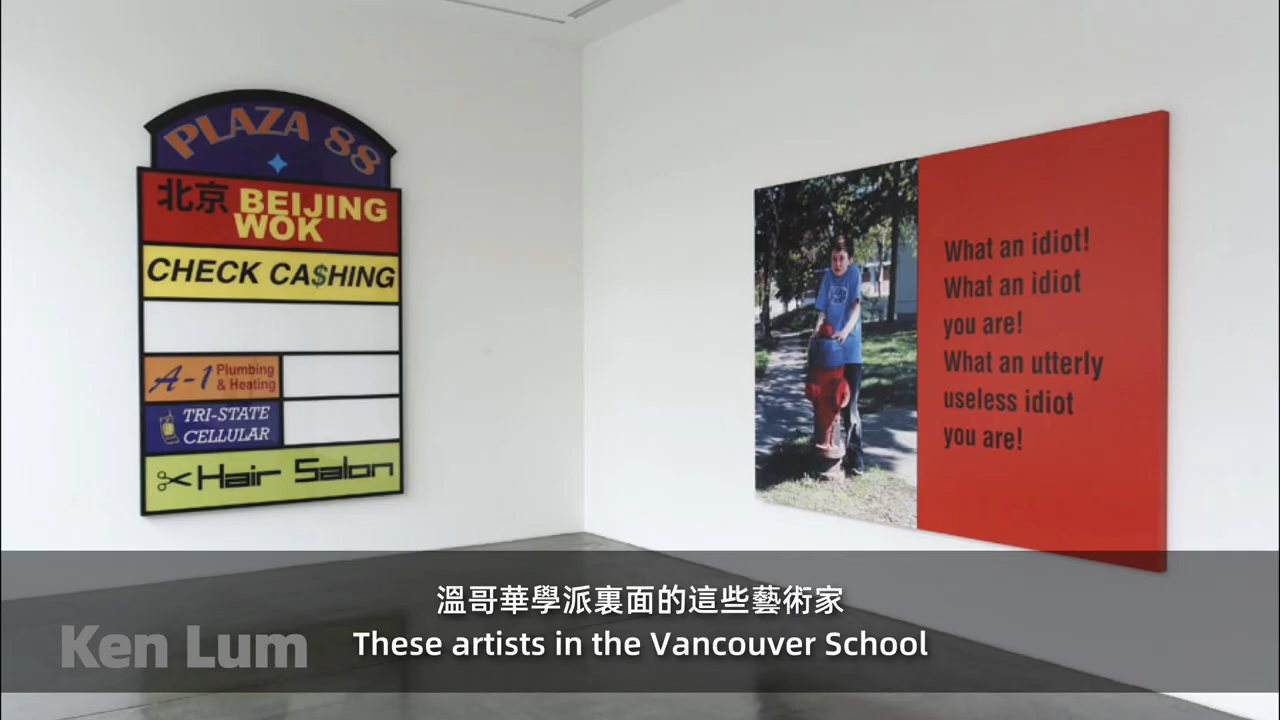 PLAZA 88
北京 BEIJING
WOK
CHECK CA$HING
A-1 Plumbing
& Heating
TRI-STATE
CELLULAR
Hair Salon
What an idiot!
What an idiot
you are!
What an utterly
useless idiot
you are!
溫哥華學派裏面的這些藝術家
These artists in the Vancouver School
Ken Lum